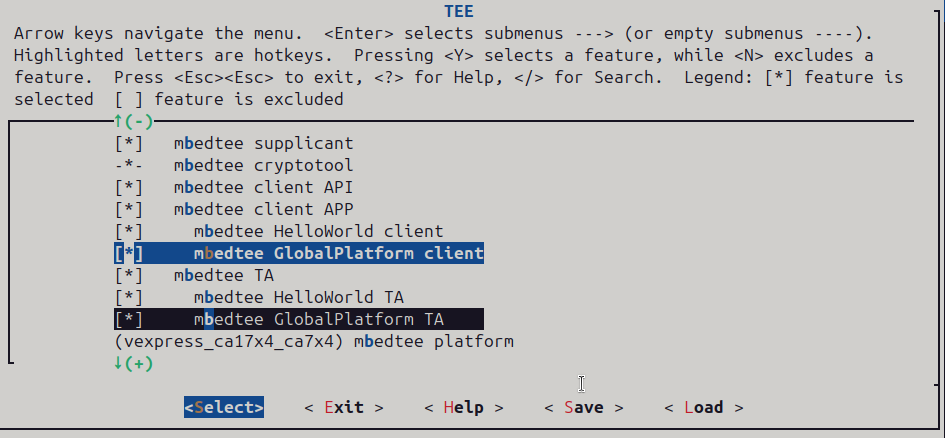 TEE
Arrow keys navigate the menu.  <Enter> selects submenus ---> (or empty submenus ----).
Highlighted letters are hotkeys.  Pressing <Y> selects a feature, while <N> excludes a
feature.  Press <Esc><Esc> to exit, <?> for Help, </> for Search.  Legend: [*] feature is
selected  [ ] feature is excluded
↑(-)
[*]   mbedtee supplicant
-*-   mbedtee cryptotool
[*]   mbedtee client API
[*]   mbedtee client APP
[*]     mbedtee HelloWorld client
[*]     mbedtee GlobalPlatform client
[*]   mbedtee TA
[*]     mbedtee HelloWorld TA
[*]     mbedtee GlobalPlatform TA
(vexpress_ca17x4_ca7x4) mbedtee platform
↓(+)
<Select>    < Exit >    < Help >    < Save >    < Load >